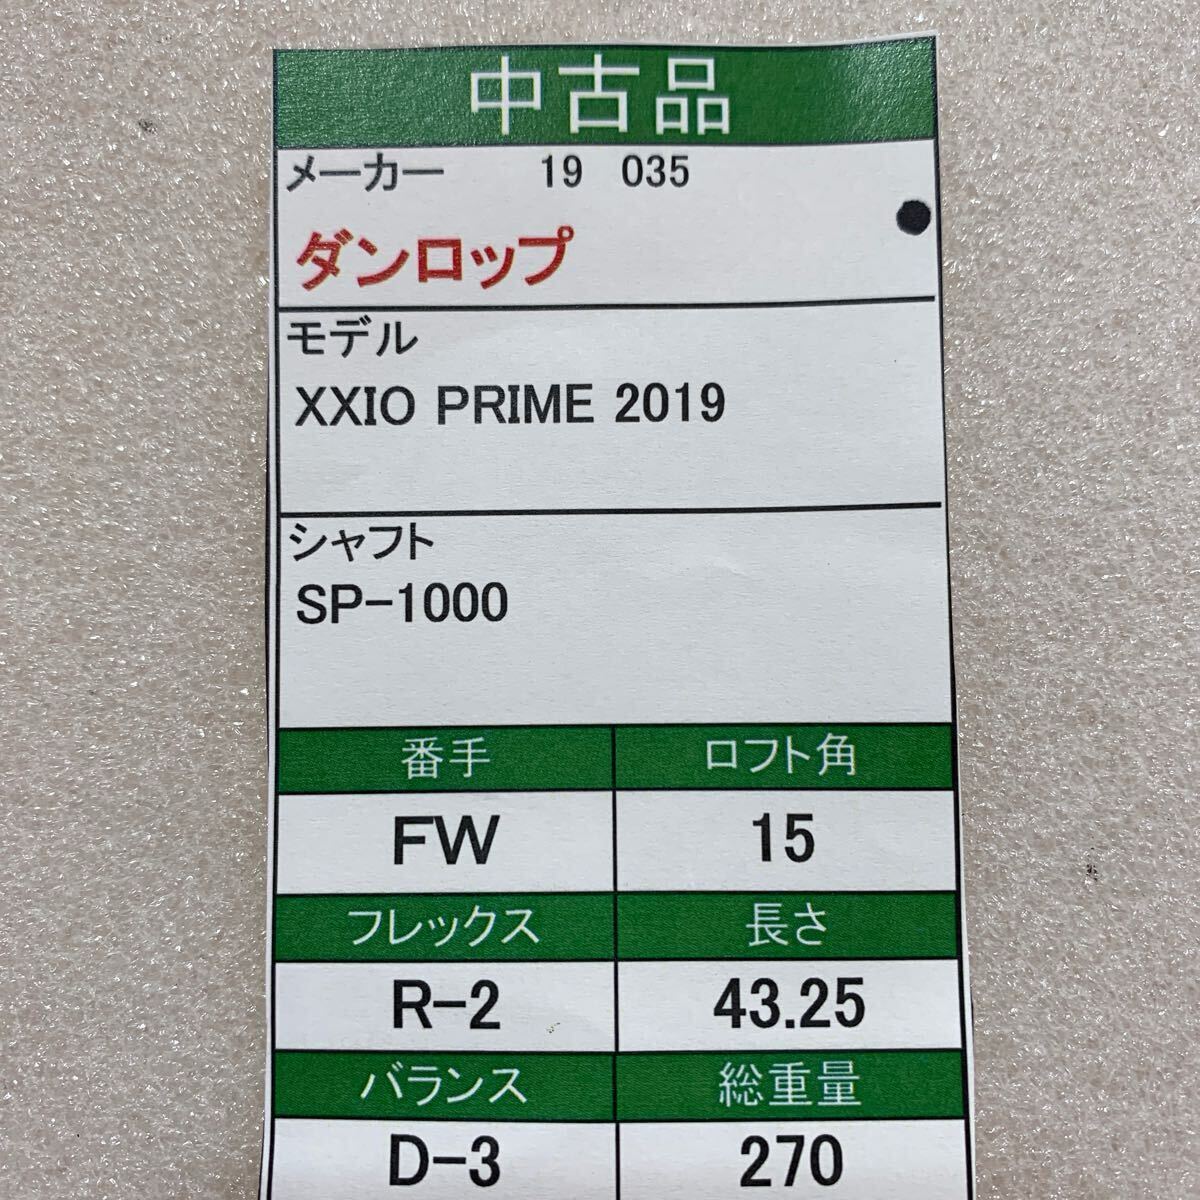 中古品
メーカー 19 035
ダンロップ
モデル
XXIO PRIME 2019
シャフト
SP-1000
番手 ロフト角
FW 15
フレックス 長さ
R-2 43.25
バランス 総重量
D-3 270